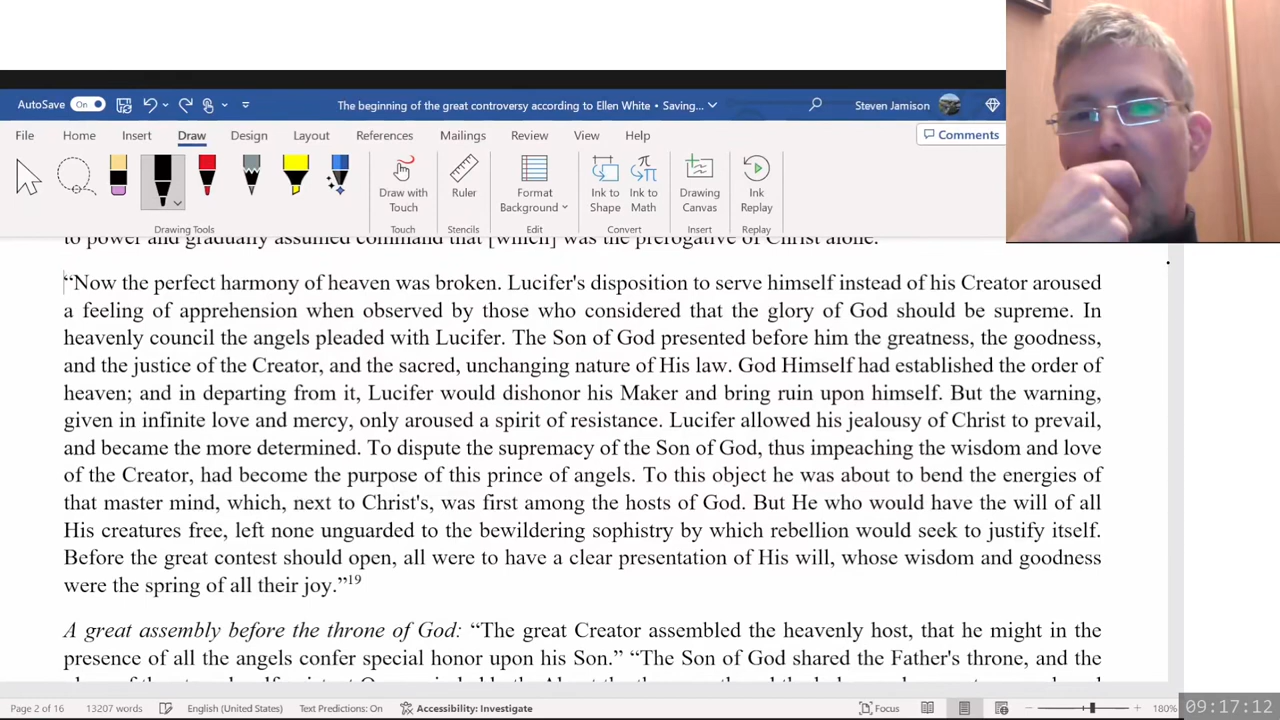 AutoSave On The beginning of the great controversy according to Ellen White • Saving... Steven Jamison
File Home Insert Draw Design Layout References Mailings Review View Help Comments
Draw with Touch Ruler Format Background Ink to Shape Ink to Math Drawing Canvas Ink Replay
Drawing Tools Touch Stencils Edit Convert Insert Replay
to power and gradually assumed command that [which] was the prerogative of Christ alone.
“Now the perfect harmony of heaven was broken. Lucifer's disposition to serve himself instead of his Creator aroused
a feeling of apprehension when observed by those who considered that the glory of God should be supreme. In
heavenly council the angels pleaded with Lucifer. The Son of God presented before him the greatness, the goodness,
and the justice of the Creator, and the sacred, unchanging nature of His law. God Himself had established the order of
heaven; and in departing from it, Lucifer would dishonor his Maker and bring ruin upon himself. But the warning,
given in infinite love and mercy, only aroused a spirit of resistance. Lucifer allowed his jealousy of Christ to prevail,
and became the more determined. To dispute the supremacy of the Son of God, thus impeaching the wisdom and love
of the Creator, had become the purpose of this prince of angels. To this object he was about to bend the energies of
that master mind, which, next to Christ's, was first among the hosts of God. But He who would have the will of all
His creatures free, left none unguarded to the bewildering sophistry by which rebellion would seek to justify itself.
Before the great contest should open, all were to have a clear presentation of His will, whose wisdom and goodness
were the spring of all their joy.”19
A great assembly before the throne of God: “The great Creator assembled the heavenly host, that he might in the
presence of all the angels confer special honor upon his Son.” “The Son of God shared the Father's throne, and the
Page 2 of 16 13207 words English (United States) Text Predictions: On Accessibility: Investigate Focus 180% 09:17:12